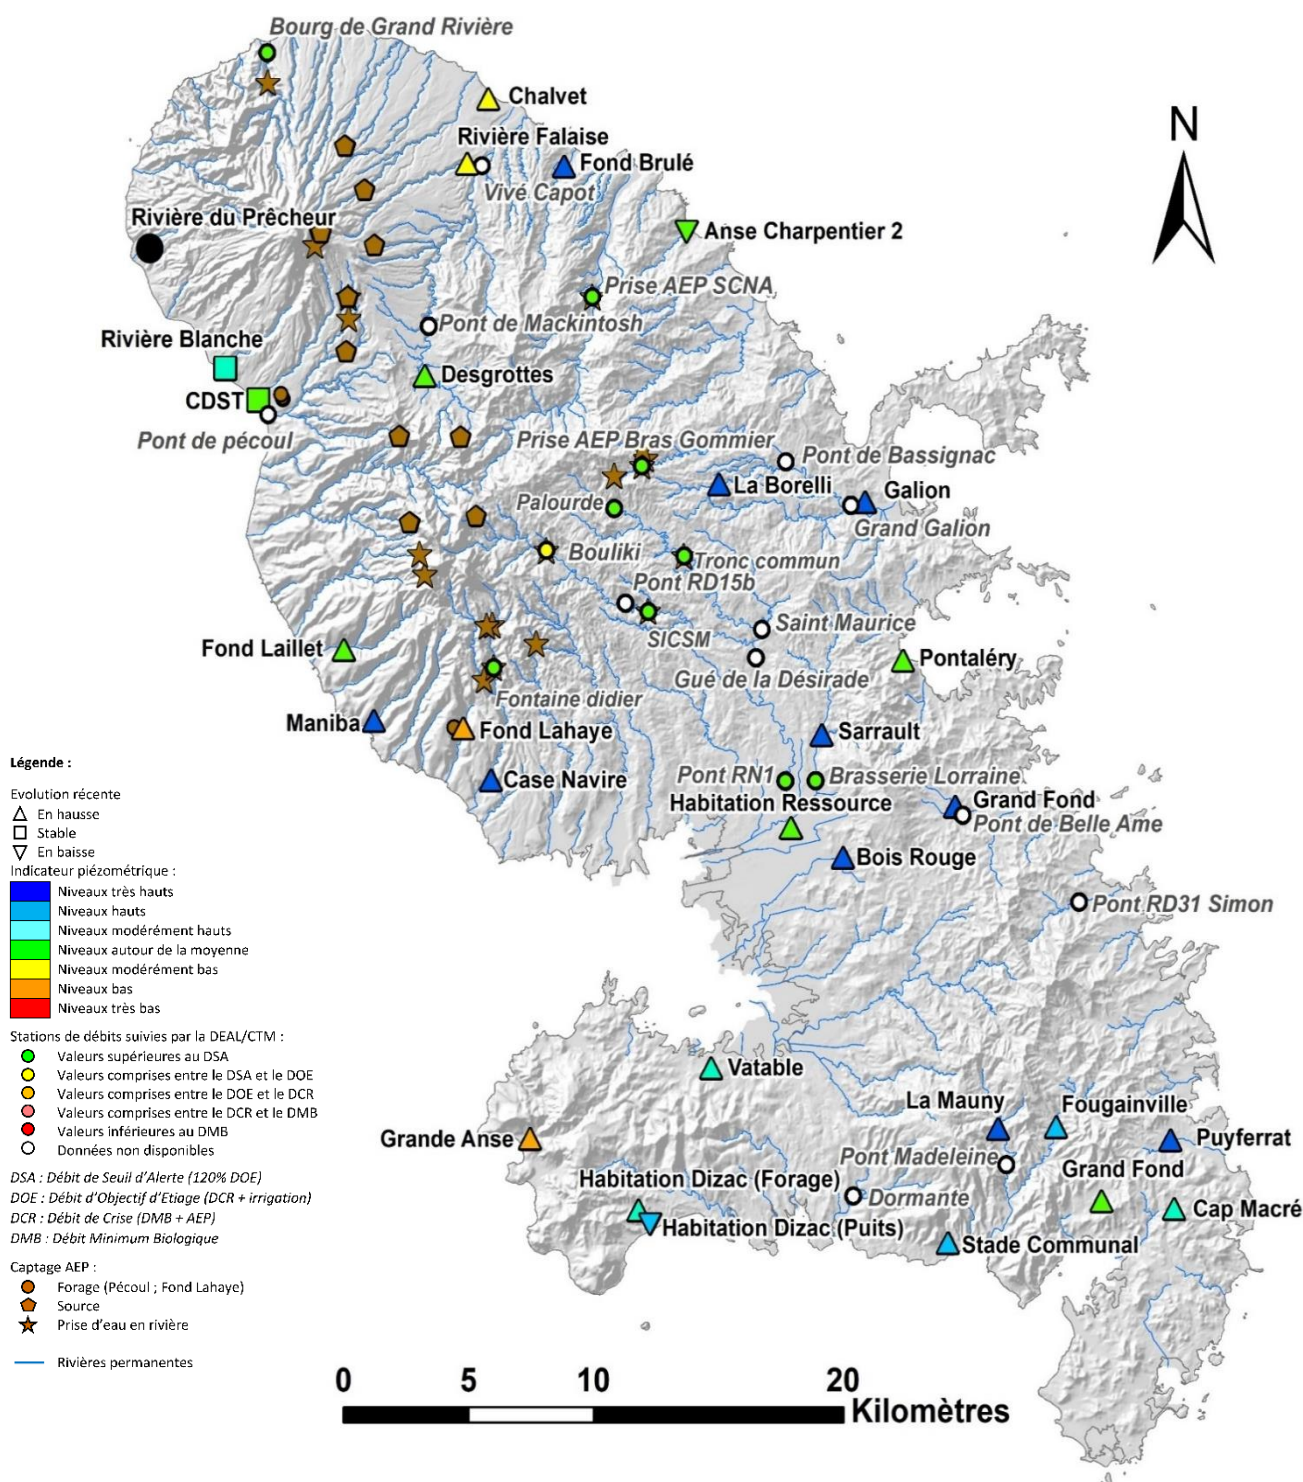 Bourg de Grand Rivière
Chalvet
N
Rivière Falaise
Fond Brulé
Vivé Capot
Rivière du Prêcheur
Anse Charpentier 2
Prise AEP SCNA
Pont de Mackintosh
Rivière Blanche
Desgrottes
CDST
Pont de pécoul
Prise AEP Bras Gommier
Pont de Bassignac
La Borelli
Galion
Palourde
Grand Galion
Bouliki
Tronc commun
Pont RD15b
Saint Maurice
SICSM
Fond Laillet
Pontaléry
Gué de la Désirade
Fontaine didier
Maniba
Fond Lahaye
Sarrault
Case Navire
Pont RN1
Brasserie Lorraine
Habitation Ressource
Grand Fond
Pont de Belle Ame
Bois Rouge
Pont RD31 Simon
Vatable
La Mauny
Fougainville
Grande Anse
Puyferrat
Pont Madeleine
Grand Fond
Habitation Dizac (Forage)
Dormante
Cap Macré
Habitation Dizac (Puits)
Stade Communal
Légende :
Evolution récente
En hausse
Stable
En baisse
Indicateur piézométrique :
Niveaux très hauts
Niveaux hauts
Niveaux modérément hauts
Niveaux autour de la moyenne
Niveaux modérément bas
Niveaux bas
Niveaux très bas
Stations de débits suivies par la DEAL/CTM :
Valeurs supérieures au DSA
Valeurs comprises entre le DSA et le DOE
Valeurs comprises entre le DOE et le DCR
Valeurs comprises entre le DCR et le DMB
Valeurs inférieures au DMB
Données non disponibles
DSA : Débit de Seuil d'Alerte (120% DOE)
DOE : Débit d'Objectif d'Etiage (DCR + irrigation)
DCR : Débit de Crise (DMB + AEP)
DMB : Débit Minimum Biologique
Captage AEP :
Forage (Pécoul ; Fond Lahaye)
Source
Prise d'eau en rivière
Rivières permanentes
0 5 10 20
Kilomètres